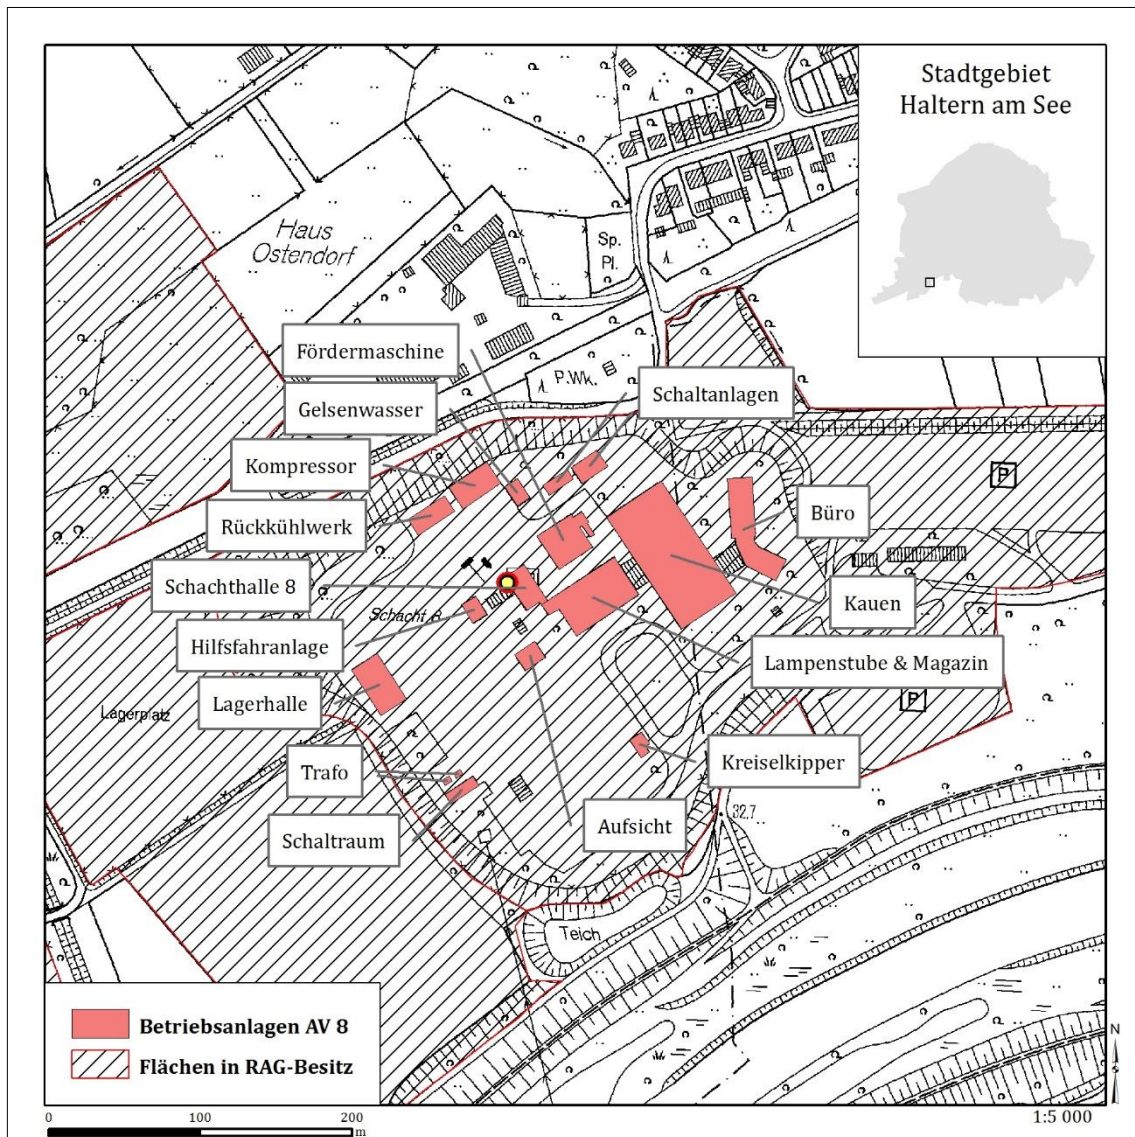 Stadtgebiet
Haltern am See
Haus
Ostendorf
Sp.
Pl.
Fördermaschine
P.Wk.
Schaltanlagen
Gelsenwasser
Kompressor
P
Rückkühlwerk
Büro
Schachthalle 8
Kauen
Schacht 8
Hilfsfahranlage
Lampenstube & Magazin
Lagerhalle
P
Lagerplatz
Trafo
Kreiselkipper
32.7
Schaltraum
Aufsicht
Teich
Betriebsanlagen AV 8
Flächen in RAG-Besitz
N
S
0 100 200
m
1:5 000